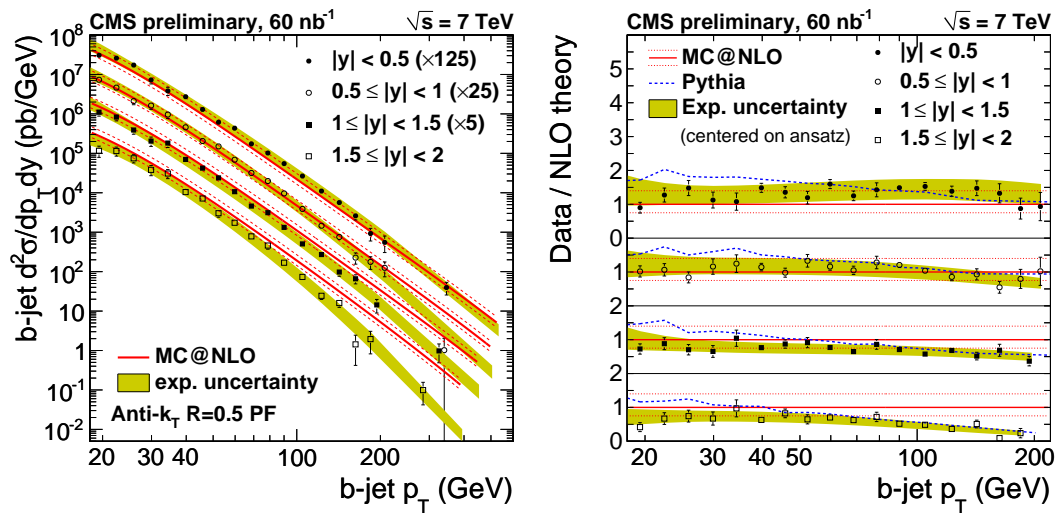 CMS preliminary, 60 nb⁻¹ √s = 7 TeV
b-jet d²σ/dp_T dy (pb/GeV)
10⁸
10⁷
10⁶
10⁵
10⁴
10³
10²
10
1
10⁻¹
10⁻²
|y| < 0.5 (×125)
0.5 ≤ |y| < 1 (×25)
1 ≤ |y| < 1.5 (×5)
1.5 ≤ |y| < 2
MC@NLO
exp. uncertainty
Anti-k_T R=0.5 PF
20 30 40 100 200
b-jet p_T (GeV)
CMS preliminary, 60 nb⁻¹ √s = 7 TeV
Data / NLO theory
5
4
3
2
1
0
1
2
1
2
1
0
MC@NLO
Pythia
Exp. uncertainty
(centered on ansatz)
|y| < 0.5
0.5 ≤ |y| < 1
1 ≤ |y| < 1.5
1.5 ≤ |y| < 2
20 30 40 50 100 200
b-jet p_T (GeV)